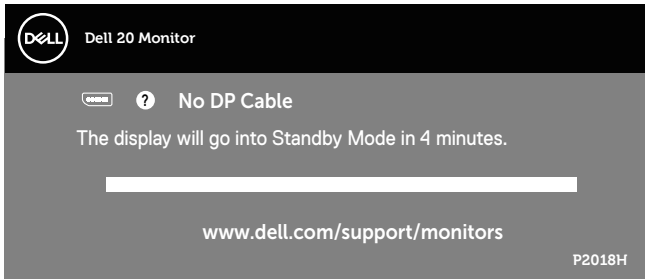 DELL
Dell 20 Monitor
? No DP Cable
The display will go into Standby Mode in 4 minutes.
www.dell.com/support/monitors
P2018H